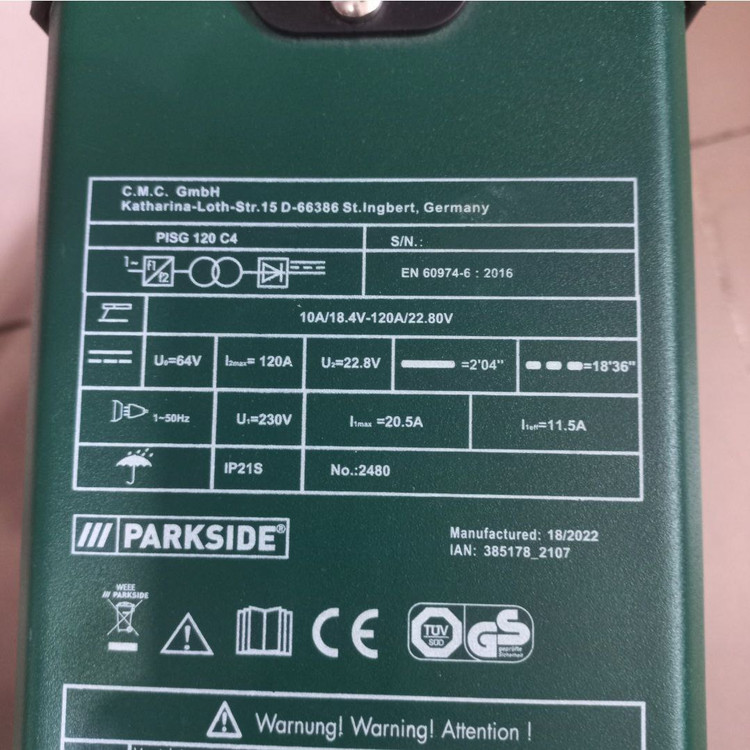 C.M.C. GmbH
Katharina-Loth-Str.15 D-66386 St.Ingbert, Germany
PISG 120 C4
S/N.:
1~ f1 f2
EN 60974-6 : 2016
10A/18.4V-120A/22.80V
U₀=64V
I₂max= 120A
U₂=22.8V
=2'04"
=18'36"
1~50Hz
U₁=230V
I₁max =20.5A
I₁eff=11.5A
IP21S
No.:2480
/// PARKSIDE®
Manufactured: 18/2022
IAN: 385178_2107
WEEE
/// PARKSIDE
CE
TÜV
SÜD
GS
geprüfte
Sicherheit
Warnung! Warning! Attention !